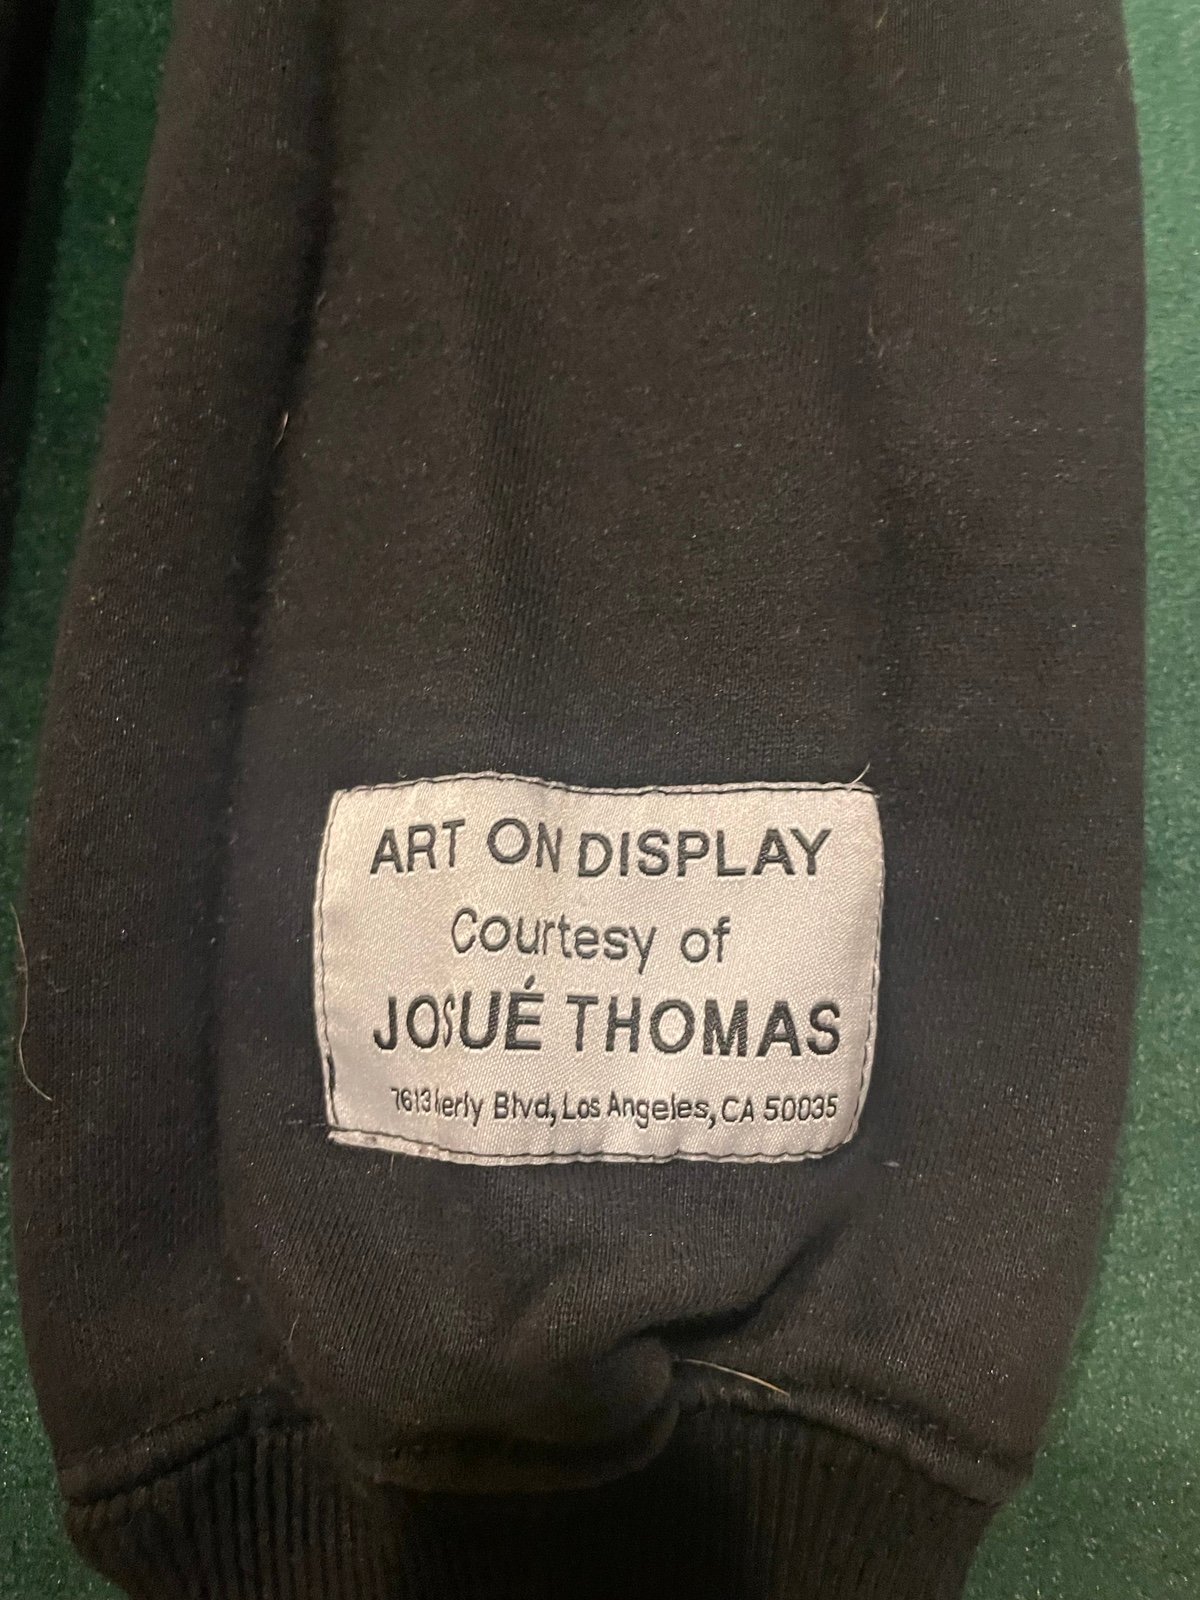 ART ON DISPLAY
Courtesy of
JOSUÉ THOMAS
Blvd, Los Angeles, CA 50035